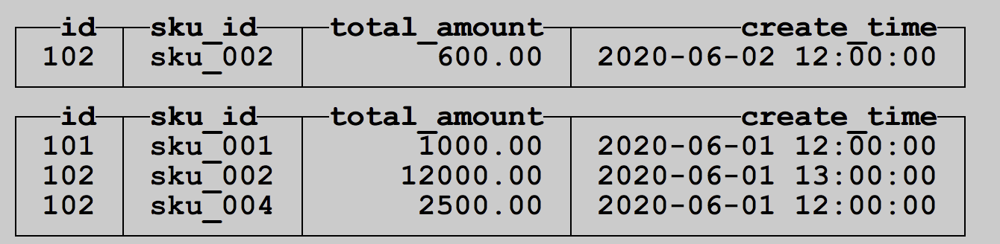 id sku_id total_amount create_time
102 sku_002 600.00 2020-06-02 12:00:00
id sku_id total_amount create_time
101 sku_001 1000.00 2020-06-01 12:00:00
102 sku_002 12000.00 2020-06-01 13:00:00
102 sku_004 2500.00 2020-06-01 12:00:00